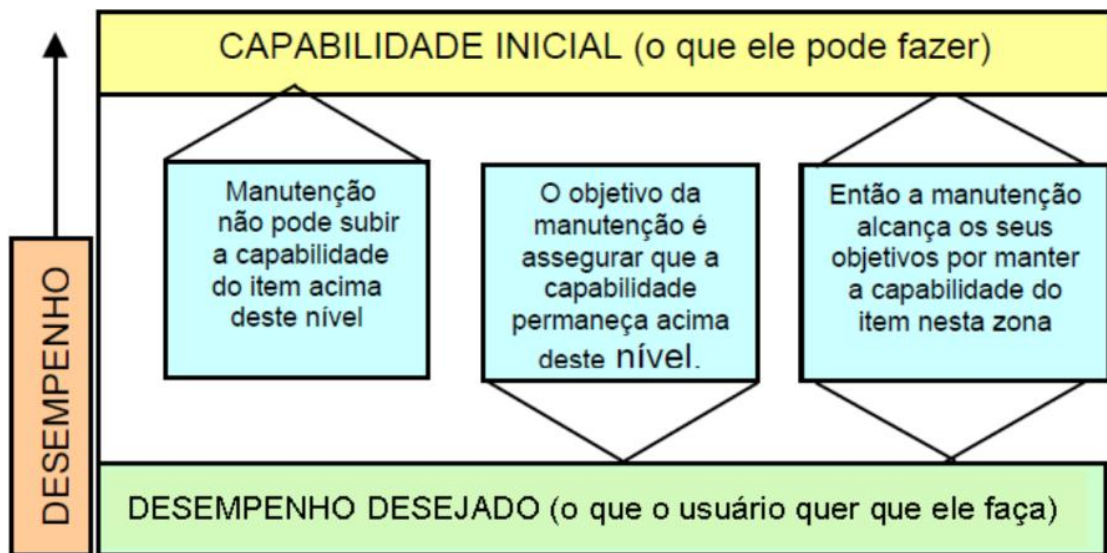 CAPABILIDADE INICIAL (o que ele pode fazer)
Manutenção
não pode subir
a capabilidade
do item acima
deste nível
O objetivo da
manutenção é
assegurar que a
capabilidade
permaneça acima
deste nível.
Então a manutenção
alcança os seus
objetivos por manter
a capabilidade do
item nesta zona
DESEMPENHO
DESEMPENHO DESEJADO (o que o usuário quer que ele faça)